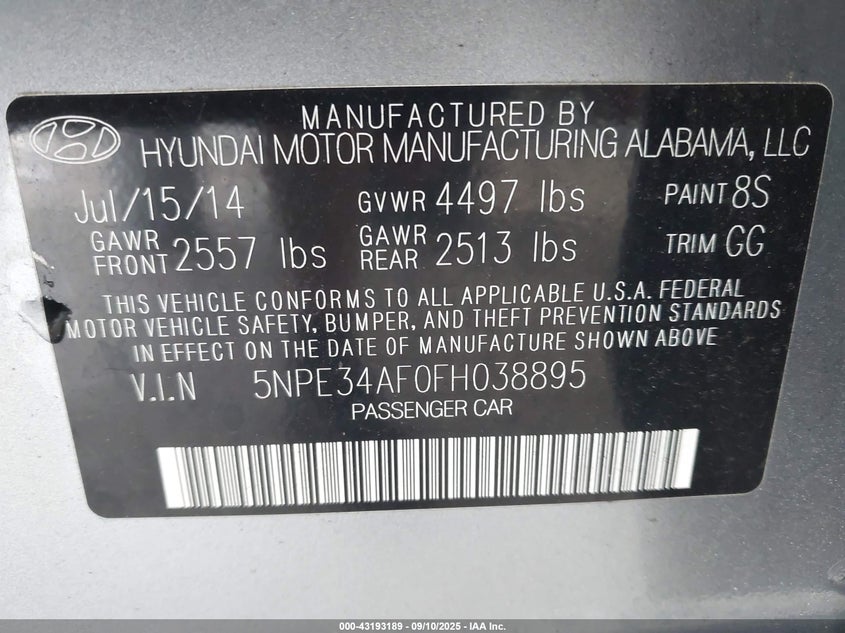 MANUFACTURED BY
HYUNDAI MOTOR MANUFACTURING ALABAMA, LLC
Jul/15/14 GVWR 4497 lbs PAINT 8S
GAWR FRONT 2557 lbs GAWR REAR 2513 lbs TRIM GG
THIS VEHICLE CONFORMS TO ALL APPLICABLE U.S.A. FEDERAL
MOTOR VEHICLE SAFETY, BUMPER, AND THEFT PREVENTION STANDARDS
IN EFFECT ON THE DATE OF MANUFACTURE SHOWN ABOVE
V.I.N 5NPE34AF0FH038895
PASSENGER CAR
000-43193189 - 09/10/2025 - IAA Inc.